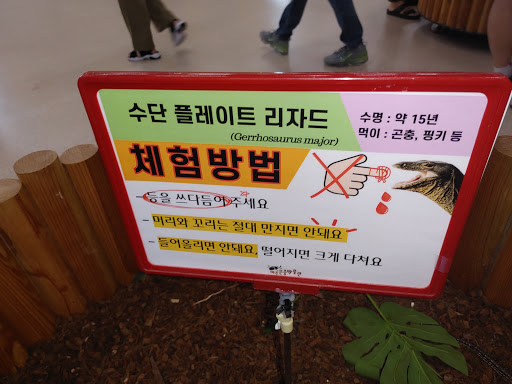 수단 플레이트 리자드
(Gerrhosaurus major)
수명 : 약 15년
먹이 : 곤충, 핑키 등
체험방법
- 등을 쓰다듬어 주세요
- 머리와 꼬리는 절대 만지면 안돼요
- 들어올리면 안돼요, 떨어지면 크게 다쳐요